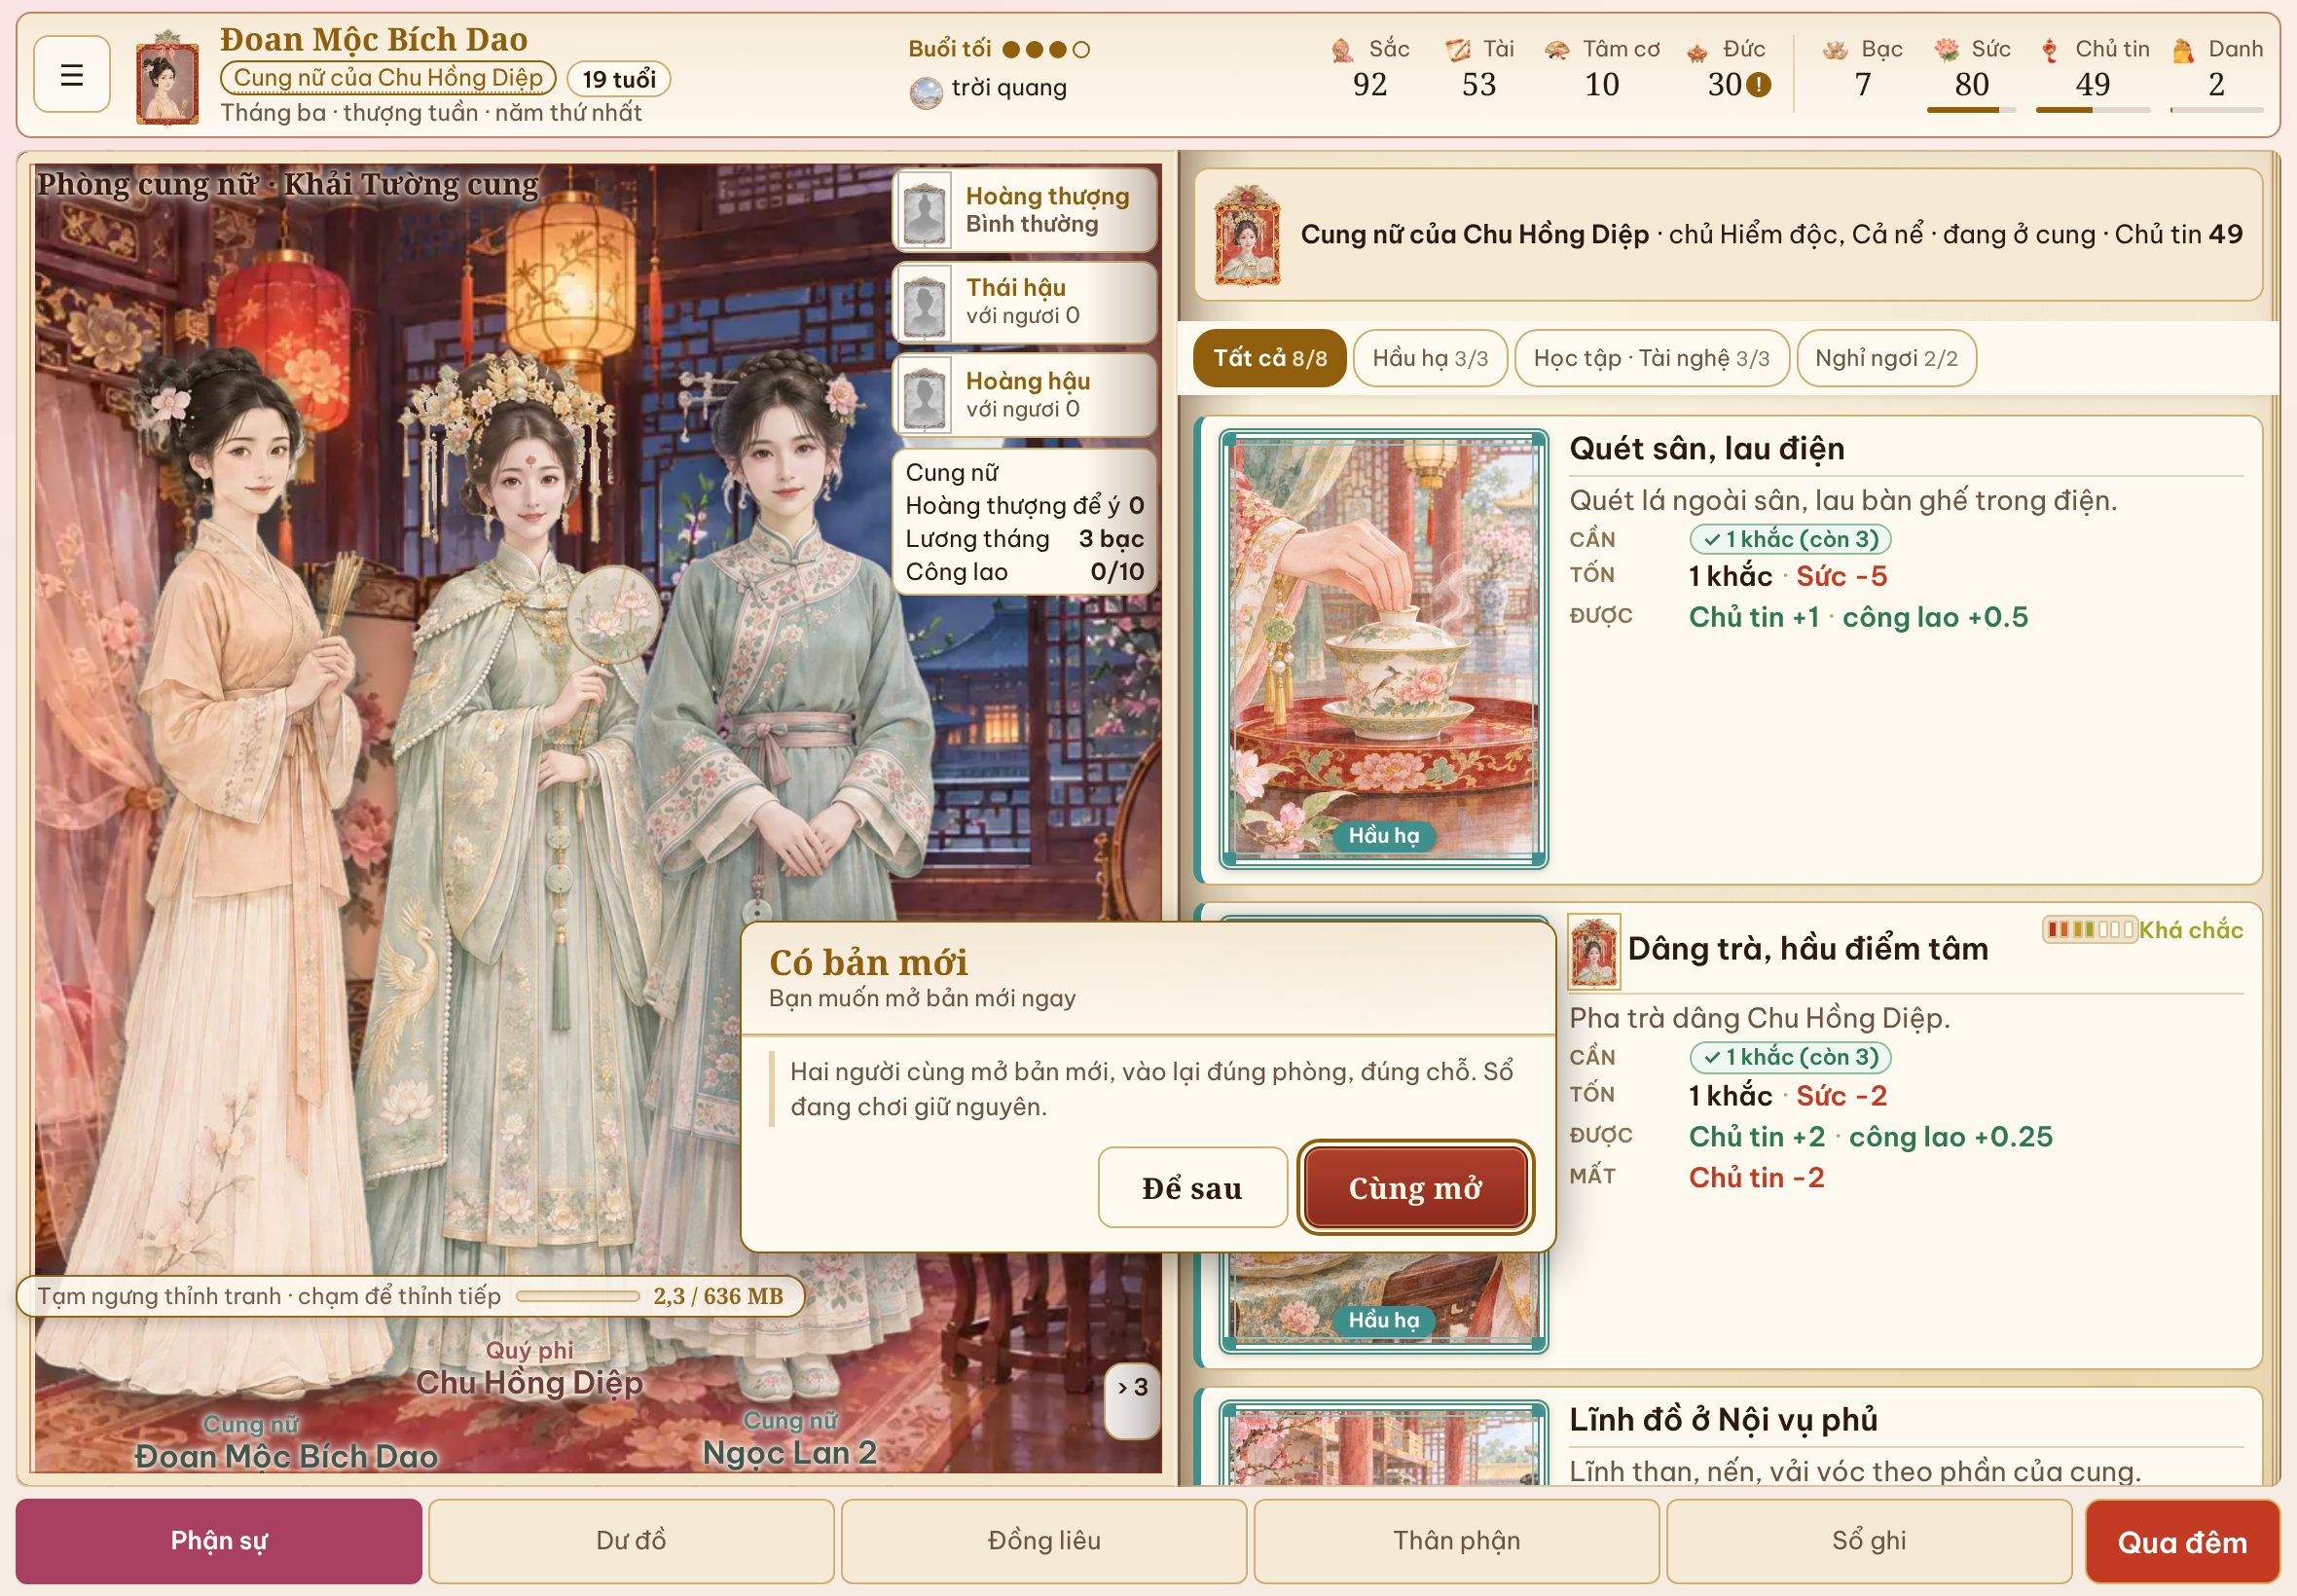 Đoan Mộc Bích Dao
Cung nữ của Chu Hồng Diệp
19 tuổi
Tháng ba · thượng tuần · năm thứ nhất
Buổi tối
trời quang
Sắc
92
Tài
53
Tâm cơ
10
Đức
30 !
Bạc
7
Sức
80
Chủ tin
49
Danh
2
Phòng cung nữ · Khải Tường cung
Hoàng thượng
Bình thường
Thái hậu
với ngươi 0
Hoàng hậu
với ngươi 0
Cung nữ
Hoàng thượng để ý 0
Lương tháng 3 bạc
Công lao 0/10
Cung nữ của Chu Hồng Diệp · chủ Hiểm độc, Cả nể · đang ở cung · Chủ tin 49
Tất cả 8/8
Hầu hạ 3/3
Học tập · Tài nghệ 3/3
Nghỉ ngơi 2/2
Quét sân, lau điện
Quét lá ngoài sân, lau bàn ghế trong điện.
CẦN ✓ 1 khắc (còn 3)
TỐN 1 khắc · Sức -5
ĐƯỢC Chủ tin +1 · công lao +0.5
Hầu hạ
Dâng trà, hầu điểm tâm
Khá chắc
Pha trà dâng Chu Hồng Diệp.
CẦN ✓ 1 khắc (còn 3)
TỐN 1 khắc · Sức -2
ĐƯỢC Chủ tin +2 · công lao +0.25
MẤT Chủ tin -2
Hầu hạ
Có bản mới
Bạn muốn mở bản mới ngay
Hai người cùng mở bản mới, vào lại đúng phòng, đúng chỗ. Sổ
đang chơi giữ nguyên.
Để sau
Cùng mở
Tạm ngưng thỉnh tranh · chạm để thỉnh tiếp 2,3 / 636 MB
Quý phi
Chu Hồng Diệp
Cung nữ
Đoan Mộc Bích Dao
Cung nữ
Ngọc Lan 2
› 3
Lĩnh đồ ở Nội vụ phủ
Lĩnh than, nến, vải vóc theo phần của cung.
Phận sự
Dư đồ
Đồng liêu
Thân phận
Sổ ghi
Qua đêm